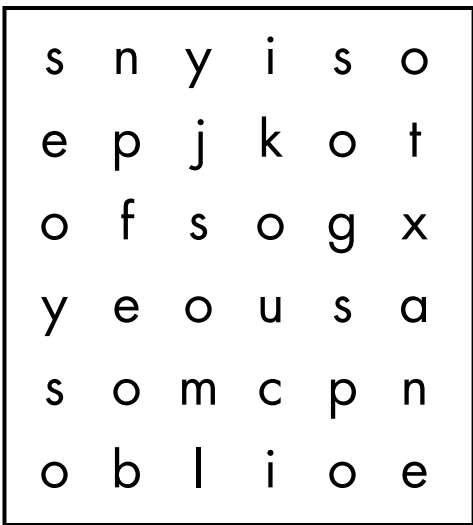 s n y i s o
e p j k o t
o f s o g x
y e o u s a
s o m c p n
o b l i o e